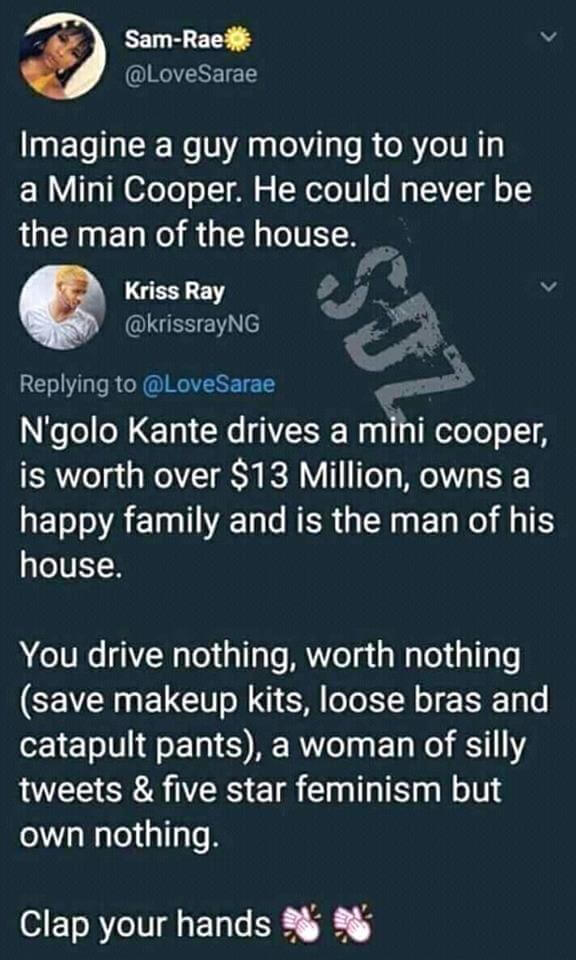 Sam-Rae🌟
@LoveSarae
Imagine a guy moving to you in
a Mini Cooper. He could never be
the man of the house.
Kriss Ray
@krissrayNG
SJZ
Replying to @LoveSarae
N'golo Kante drives a mini cooper,
is worth over $13 Million, owns a
happy family and is the man of his
house.
You drive nothing, worth nothing
(save makeup kits, loose bras and
catapult pants), a woman of silly
tweets & five star feminism but
own nothing.
Clap your hands 👏 👏